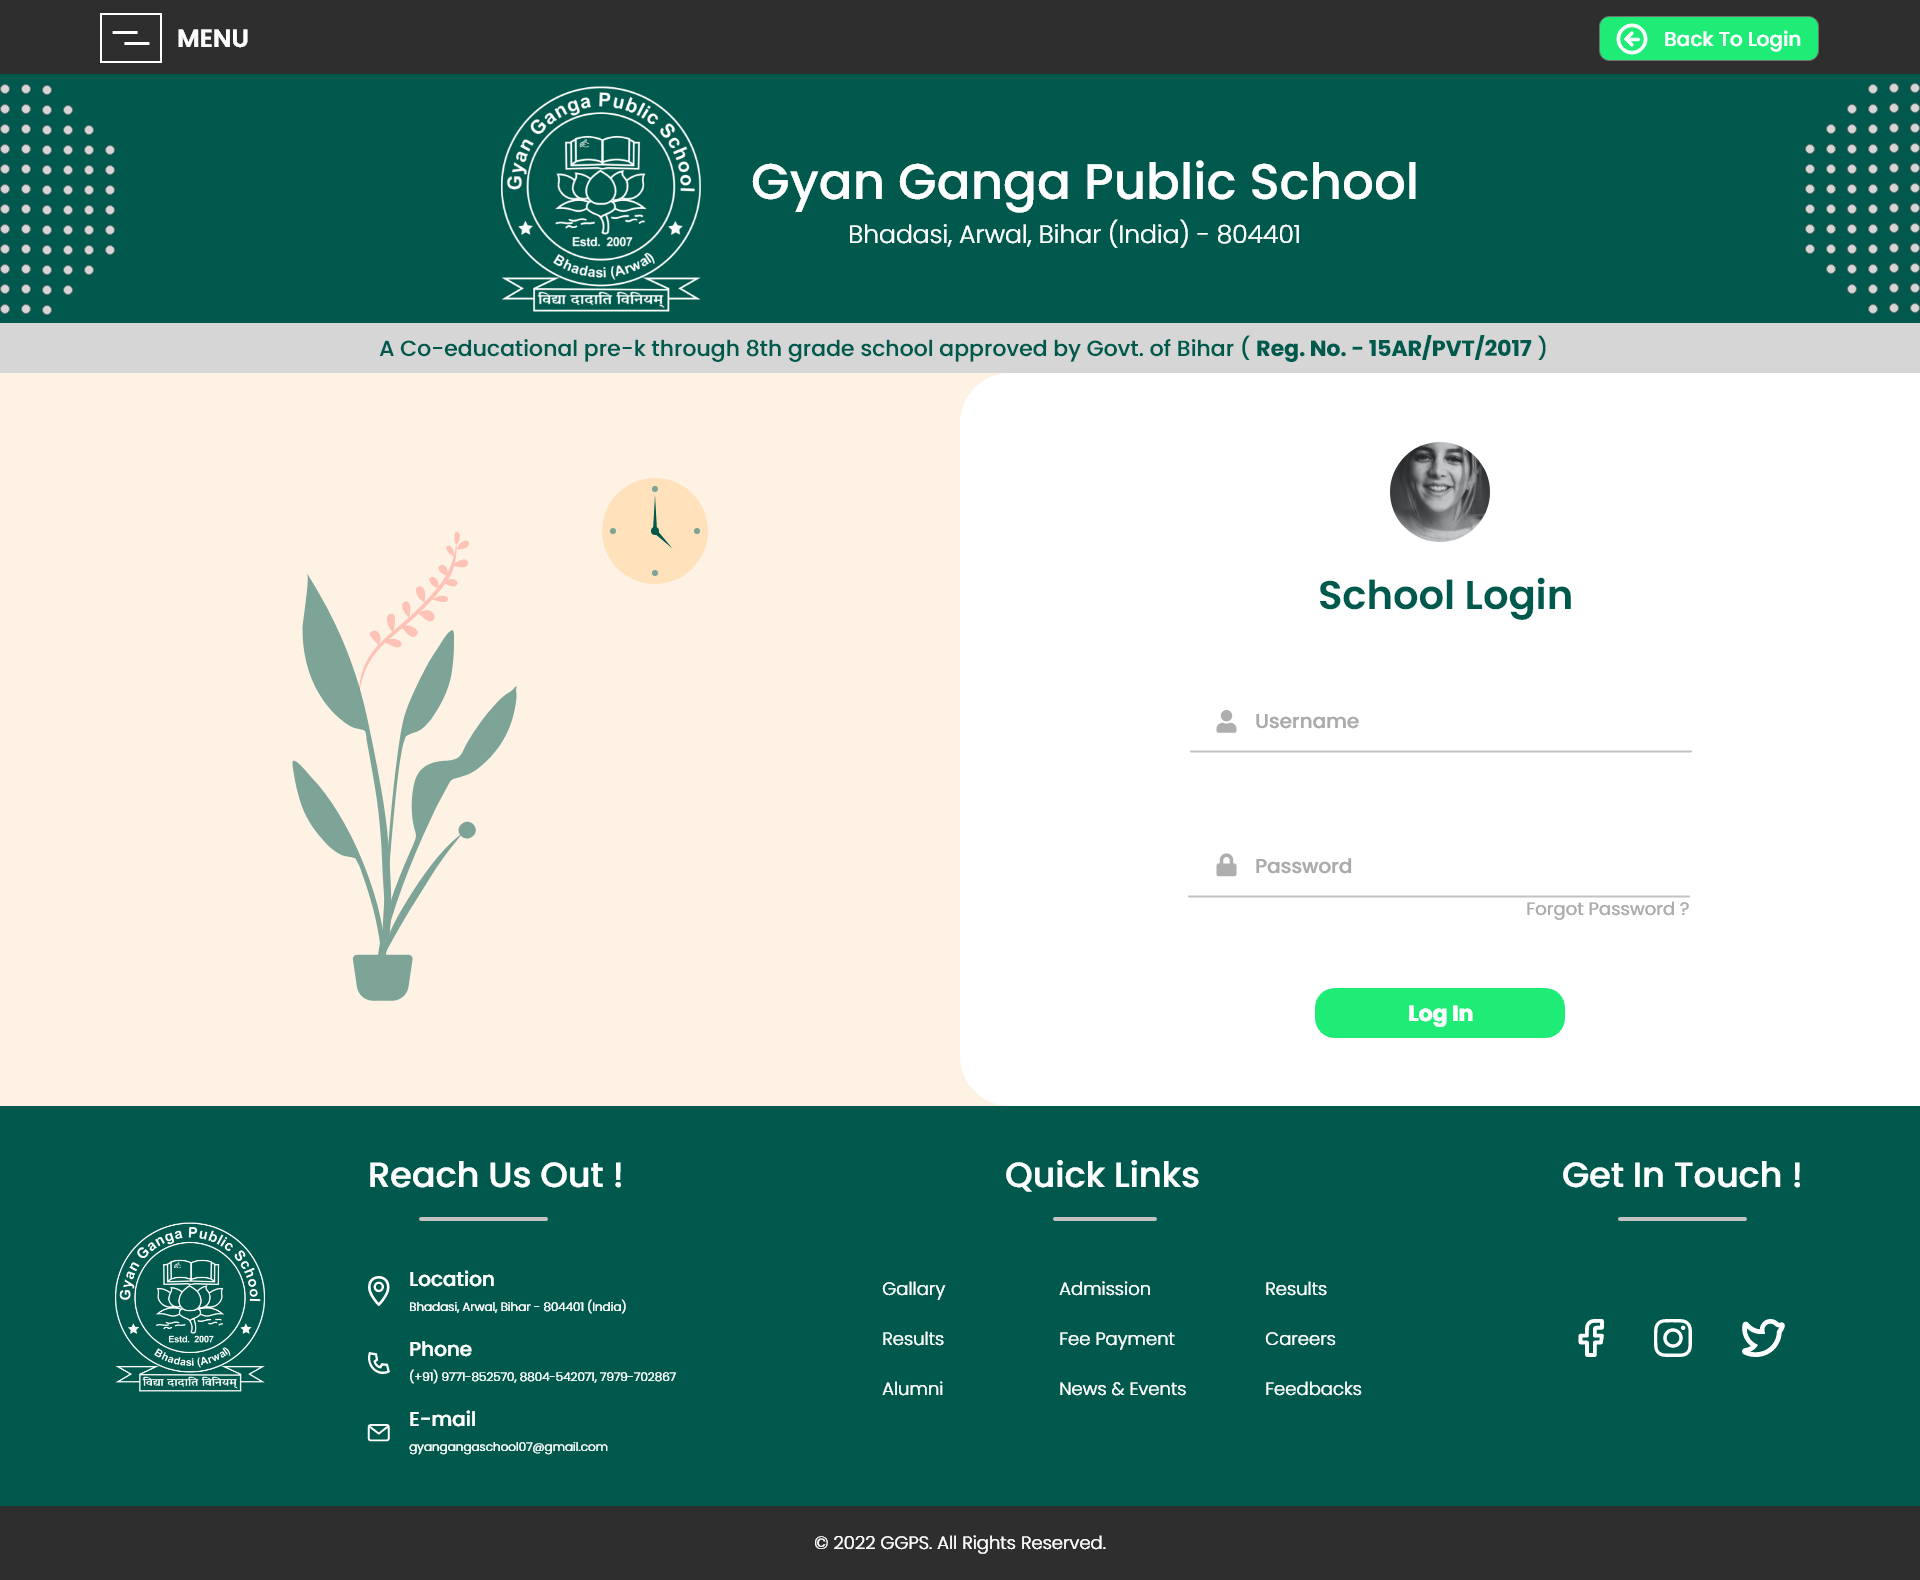 MENU
Back To Login
Gyan Ganga Public School
Estd. 2007
Bhadasi (Arwal)
विद्या दादाति विनियम्
Gyan Ganga Public School
Bhadasi, Arwal, Bihar (India) - 804401
A Co-educational pre-k through 8th grade school approved by Govt. of Bihar ( Reg. No. - 15AR/PVT/2017 )
School Login
Username
Password
Forgot Password ?
Log In
Gyan Ganga Public School
Estd. 2007
Bhadasi (Arwal)
विद्या दादाति विनियम्
Reach Us Out !
Location
Bhadasi, Arwal, Bihar - 804401 (India)
Phone
(+91) 9771-852570, 8804-542071, 7979-702867
E-mail
gyangangaschool07@gmail.com
Quick Links
Gallary
Admission
Results
Results
Fee Payment
Careers
Alumni
News & Events
Feedbacks
Get In Touch !
© 2022 GGPS. All Rights Reserved.